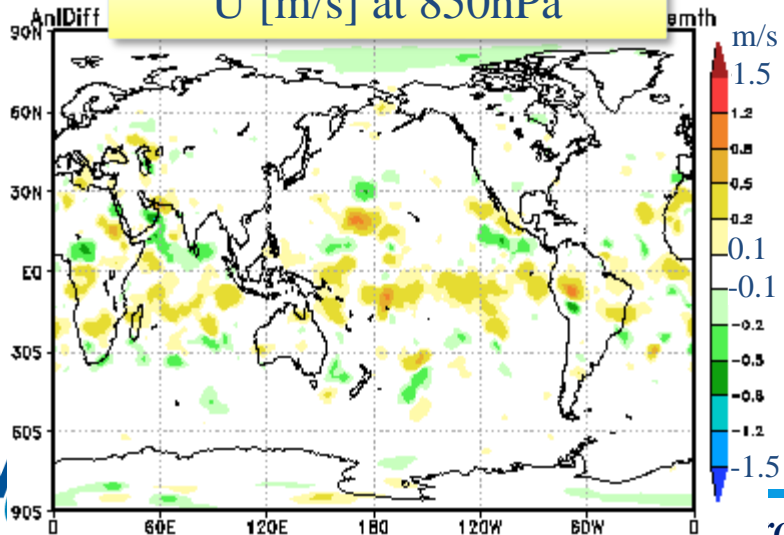 U [m/s] at 850hPa
AnlDiff
emth
m/s
90N
60N
30N
EQ
30S
60S
90S
0
60E
120E
180
120W
60W
0
1.5
1.2
0.8
0.5
0.2
0.1
-0.1
-0.2
-0.5
-0.8
-1.2
-1.5